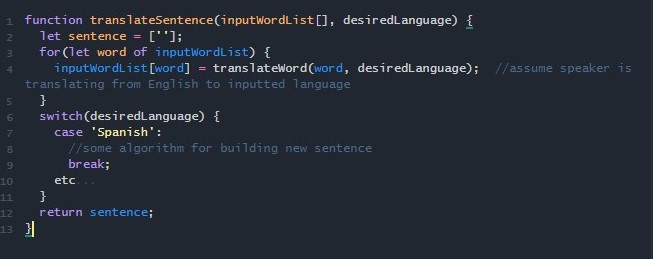 1 function translateSentence(inputWordList[], desiredLanguage) {
2 let sentence = [''];
3 for(let word of inputWordList) {
4 inputWordList[word] = translateWord(word, desiredLanguage); //assume speaker is
translating from English to inputted language
5 }
6 switch(desiredLanguage) {
7 case 'Spanish':
8 //some algorithm for building new sentence
9 break;
10 etc...
11 }
12 return sentence;
13 }